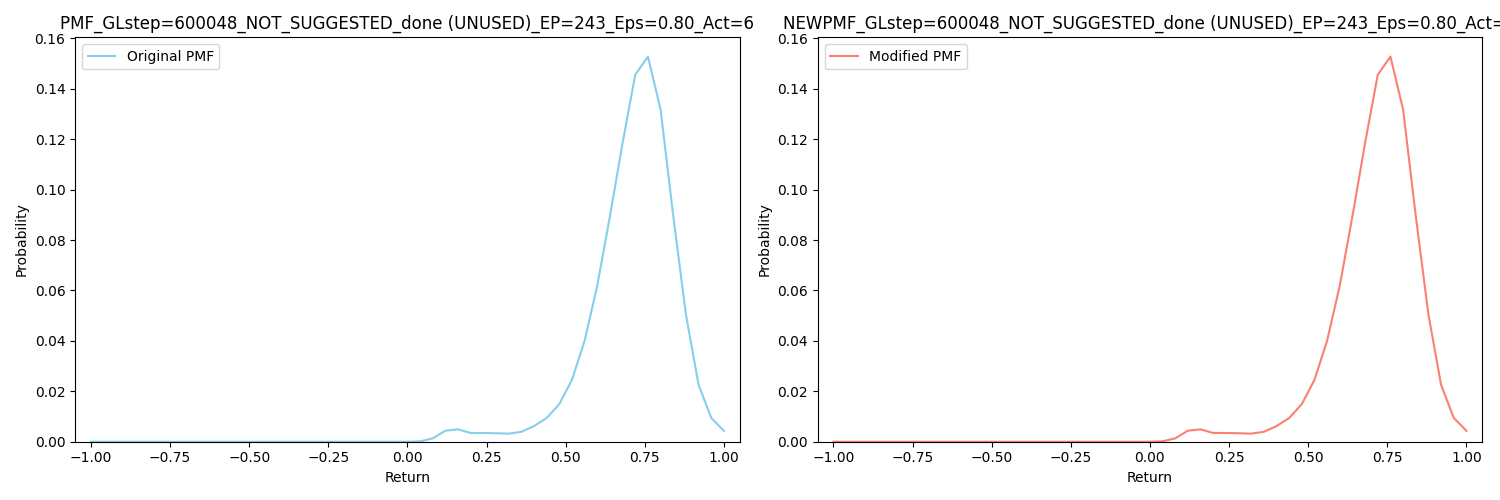 PMF_GLstep=600048_NOT_SUGGESTED_done (UNUSED)_EP=243_Eps=0.80_Act=6
Original PMF
Probability
0.16
0.14
0.12
0.10
0.08
0.06
0.04
0.02
0.00
−1.00 −0.75 −0.50 −0.25 0.00 0.25 0.50 0.75 1.00
Return
NEWPMF_GLstep=600048_NOT_SUGGESTED_done (UNUSED)_EP=243_Eps=0.80_Act=
Modified PMF
Probability
0.16
0.14
0.12
0.10
0.08
0.06
0.04
0.02
0.00
−1.00 −0.75 −0.50 −0.25 0.00 0.25 0.50 0.75 1.00
Return